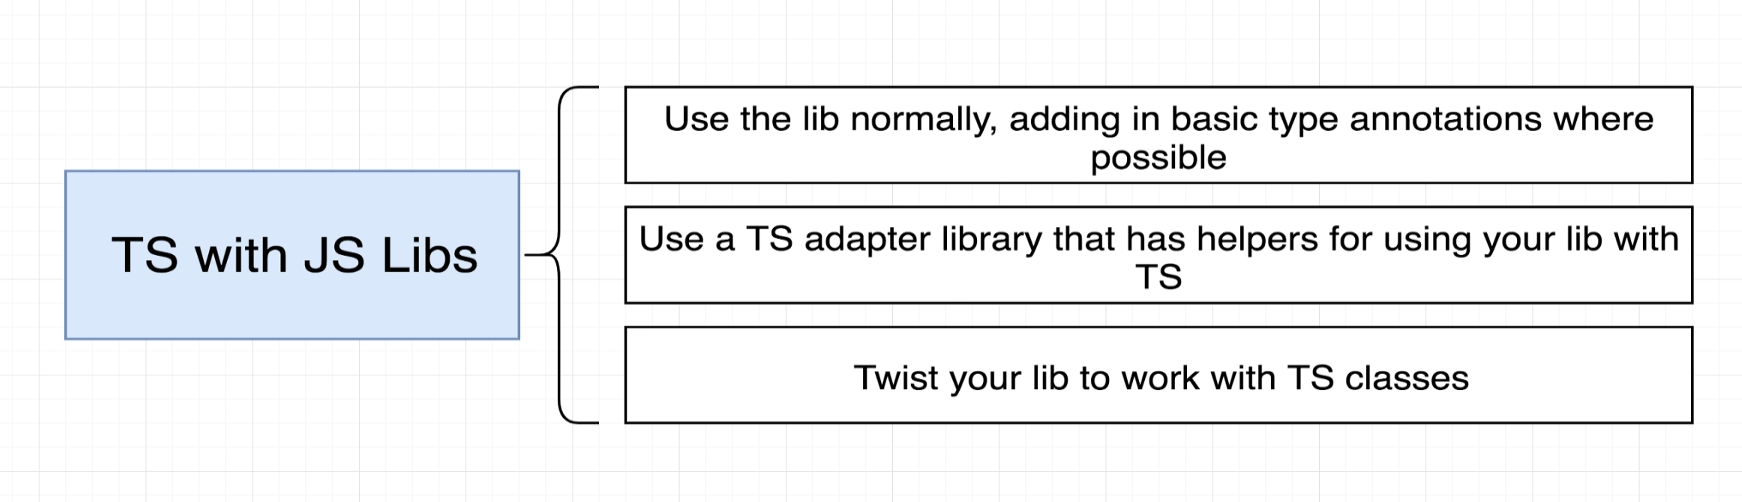 TS with JS Libs
Use the lib normally, adding in basic type annotations where
possible
Use a TS adapter library that has helpers for using your lib with
TS
Twist your lib to work with TS classes